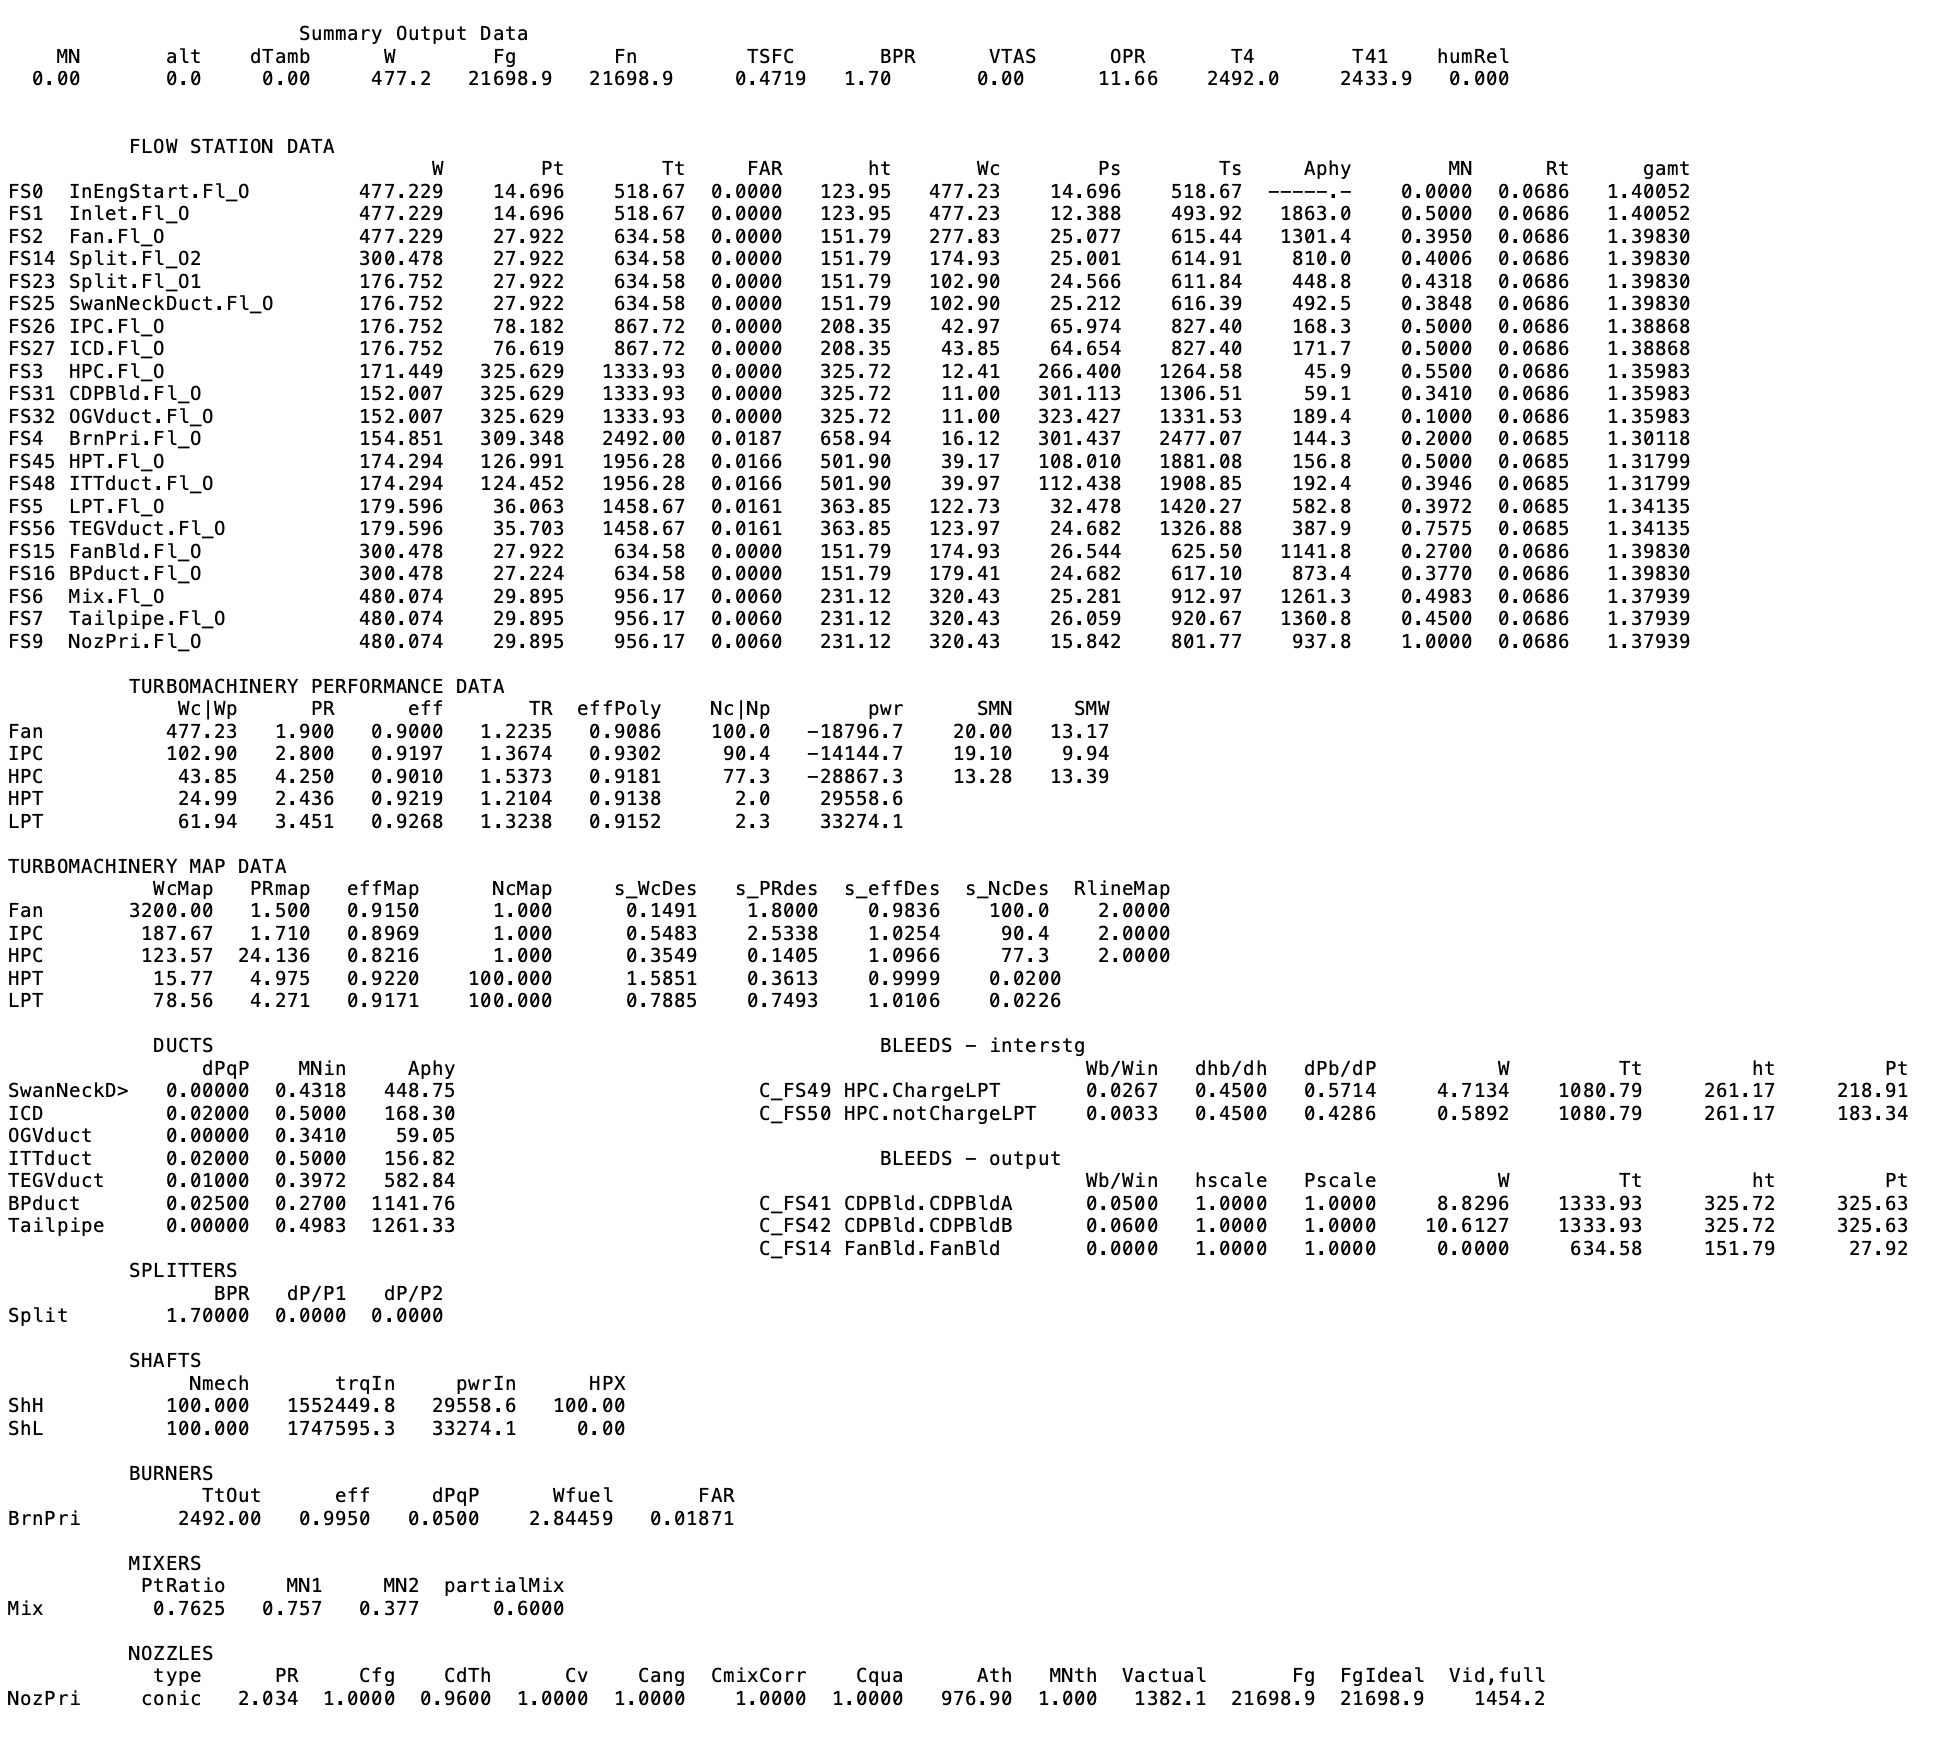 Summary Output Data
MN alt dTamb W Fg Fn TSFC BPR VTAS OPR T4 T41 humRel
0.00 0.0 0.00 477.2 21698.9 21698.9 0.4719 1.70 0.00 11.66 2492.0 2433.9 0.000
FLOW STATION DATA
W Pt Tt FAR ht Wc Ps Ts Aphy MN Rt gamt
FS0 InEngStart.Fl_O 477.229 14.696 518.67 0.0000 123.95 477.23 14.696 518.67 -----.- 0.0000 0.0686 1.40052
FS1 Inlet.Fl_O 477.229 14.696 518.67 0.0000 123.95 477.23 12.388 493.92 1863.0 0.5000 0.0686 1.40052
FS2 Fan.Fl_O 477.229 27.922 634.58 0.0000 151.79 277.83 25.077 615.44 1301.4 0.3950 0.0686 1.39830
FS14 Split.Fl_O2 300.478 27.922 634.58 0.0000 151.79 174.93 25.001 614.91 810.0 0.4006 0.0686 1.39830
FS23 Split.Fl_O1 176.752 27.922 634.58 0.0000 151.79 102.90 24.566 611.84 448.8 0.4318 0.0686 1.39830
FS25 SwanNeckDuct.Fl_O 176.752 27.922 634.58 0.0000 151.79 102.90 25.212 616.39 492.5 0.3848 0.0686 1.39830
FS26 IPC.Fl_O 176.752 78.182 867.72 0.0000 208.35 42.97 65.974 827.40 168.3 0.5000 0.0686 1.38868
FS27 ICD.Fl_O 176.752 76.619 867.72 0.0000 208.35 43.85 64.654 827.40 171.7 0.5000 0.0686 1.38868
FS3 HPC.Fl_O 171.449 325.629 1333.93 0.0000 325.72 12.41 266.400 1264.58 45.9 0.5500 0.0686 1.35983
FS31 CDPBld.Fl_O 152.007 325.629 1333.93 0.0000 325.72 11.00 301.113 1306.51 59.1 0.3410 0.0686 1.35983
FS32 OGVduct.Fl_O 152.007 325.629 1333.93 0.0000 325.72 11.00 323.427 1331.53 189.4 0.1000 0.0686 1.35983
FS4 BrnPri.Fl_O 154.851 309.348 2492.00 0.0187 658.94 16.12 301.437 2477.07 144.3 0.2000 0.0685 1.30118
FS45 HPT.Fl_O 174.294 126.991 1956.28 0.0166 501.90 39.17 108.010 1881.08 156.8 0.5000 0.0685 1.31799
FS48 ITTduct.Fl_O 174.294 124.452 1956.28 0.0166 501.90 39.97 112.438 1908.85 192.4 0.3946 0.0685 1.31799
FS5 LPT.Fl_O 179.596 36.063 1458.67 0.0161 363.85 122.73 32.478 1420.27 582.8 0.3972 0.0685 1.34135
FS56 TEGVduct.Fl_O 179.596 35.703 1458.67 0.0161 363.85 123.97 24.682 1326.88 387.9 0.7575 0.0685 1.34135
FS15 FanBld.Fl_O 300.478 27.922 634.58 0.0000 151.79 174.93 26.544 625.50 1141.8 0.2700 0.0686 1.39830
FS16 BPduct.Fl_O 300.478 27.224 634.58 0.0000 151.79 179.41 24.682 617.10 873.4 0.3770 0.0686 1.39830
FS6 Mix.Fl_O 480.074 29.895 956.17 0.0060 231.12 320.43 25.281 912.97 1261.3 0.4983 0.0686 1.37939
FS7 Tailpipe.Fl_O 480.074 29.895 956.17 0.0060 231.12 320.43 26.059 920.67 1360.8 0.4500 0.0686 1.37939
FS9 NozPri.Fl_O 480.074 29.895 956.17 0.0060 231.12 320.43 15.842 801.77 937.8 1.0000 0.0686 1.37939
TURBOMACHINERY PERFORMANCE DATA
Wc|Wp PR eff TR effPoly Nc|Np pwr SMN SMW
Fan 477.23 1.900 0.9000 1.2235 0.9086 100.0 -18796.7 20.00 13.17
IPC 102.90 2.800 0.9197 1.3674 0.9302 90.4 -14144.7 19.10 9.94
HPC 43.85 4.250 0.9010 1.5373 0.9181 77.3 -28867.3 13.28 13.39
HPT 24.99 2.436 0.9219 1.2104 0.9138 2.0 29558.6
LPT 61.94 3.451 0.9268 1.3238 0.9152 2.3 33274.1
TURBOMACHINERY MAP DATA
WcMap PRmap effMap NcMap s_WcDes s_PRdes s_effDes s_NcDes RlineMap
Fan 3200.00 1.500 0.9150 1.000 0.1491 1.8000 0.9836 100.0 2.0000
IPC 187.67 1.710 0.8969 1.000 0.5483 2.5338 1.0254 90.4 2.0000
HPC 123.57 24.136 0.8216 1.000 0.3549 0.1405 1.0966 77.3 2.0000
HPT 15.77 4.975 0.9220 100.000 1.5851 0.3613 0.9999 0.0200
LPT 78.56 4.271 0.9171 100.000 0.7885 0.7493 1.0106 0.0226
DUCTS
dPqP MNin Aphy
SwanNeckD> 0.00000 0.4318 448.75
ICD 0.02000 0.5000 168.30
OGVduct 0.00000 0.3410 59.05
ITTduct 0.02000 0.5000 156.82
TEGVduct 0.01000 0.3972 582.84
BPduct 0.02500 0.2700 1141.76
Tailpipe 0.00000 0.4983 1261.33
BLEEDS - interstg
Wb/Win dhb/dh dPb/dP W Tt ht Pt
C_FS49 HPC.ChargeLPT 0.0267 0.4500 0.5714 4.7134 1080.79 261.17 218.91
C_FS50 HPC.notChargeLPT 0.0033 0.4500 0.4286 0.5892 1080.79 261.17 183.34
BLEEDS - output
Wb/Win hscale Pscale W Tt ht Pt
C_FS41 CDPBld.CDPBldA 0.0500 1.0000 1.0000 8.8296 1333.93 325.72 325.63
C_FS42 CDPBld.CDPBldB 0.0600 1.0000 1.0000 10.6127 1333.93 325.72 325.63
C_FS14 FanBld.FanBld 0.0000 1.0000 1.0000 0.0000 634.58 151.79 27.92
SPLITTERS
BPR dP/P1 dP/P2
Split 1.70000 0.0000 0.0000
SHAFTS
Nmech trqIn pwrIn HPX
ShH 100.000 1552449.8 29558.6 100.00
ShL 100.000 1747595.3 33274.1 0.00
BURNERS
TtOut eff dPqP Wfuel FAR
BrnPri 2492.00 0.9950 0.0500 2.84459 0.01871
MIXERS
PtRatio MN1 MN2 partialMix
Mix 0.7625 0.757 0.377 0.6000
NOZZLES
type PR Cfg CdTh Cv Cang CmixCorr Cqua Ath MNth Vactual Fg FgIdeal Vid,full
NozPri conic 2.034 1.0000 0.9600 1.0000 1.0000 1.0000 1.0000 976.90 1.000 1382.1 21698.9 21698.9 1454.2